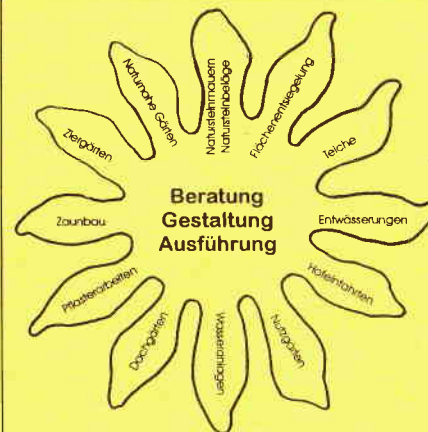 Naturnahe Gärten
Natursteinmauern
Natursteinbeläge
Flächenentsiegelung
Teiche
Entwässerungen
Hofeinfahrten
Nutzgärten
Wasseranlagen
Dachgärten
Pflasterarbeiten
Zaunbau
Ziergärten
Beratung
Gestaltung
Ausführung